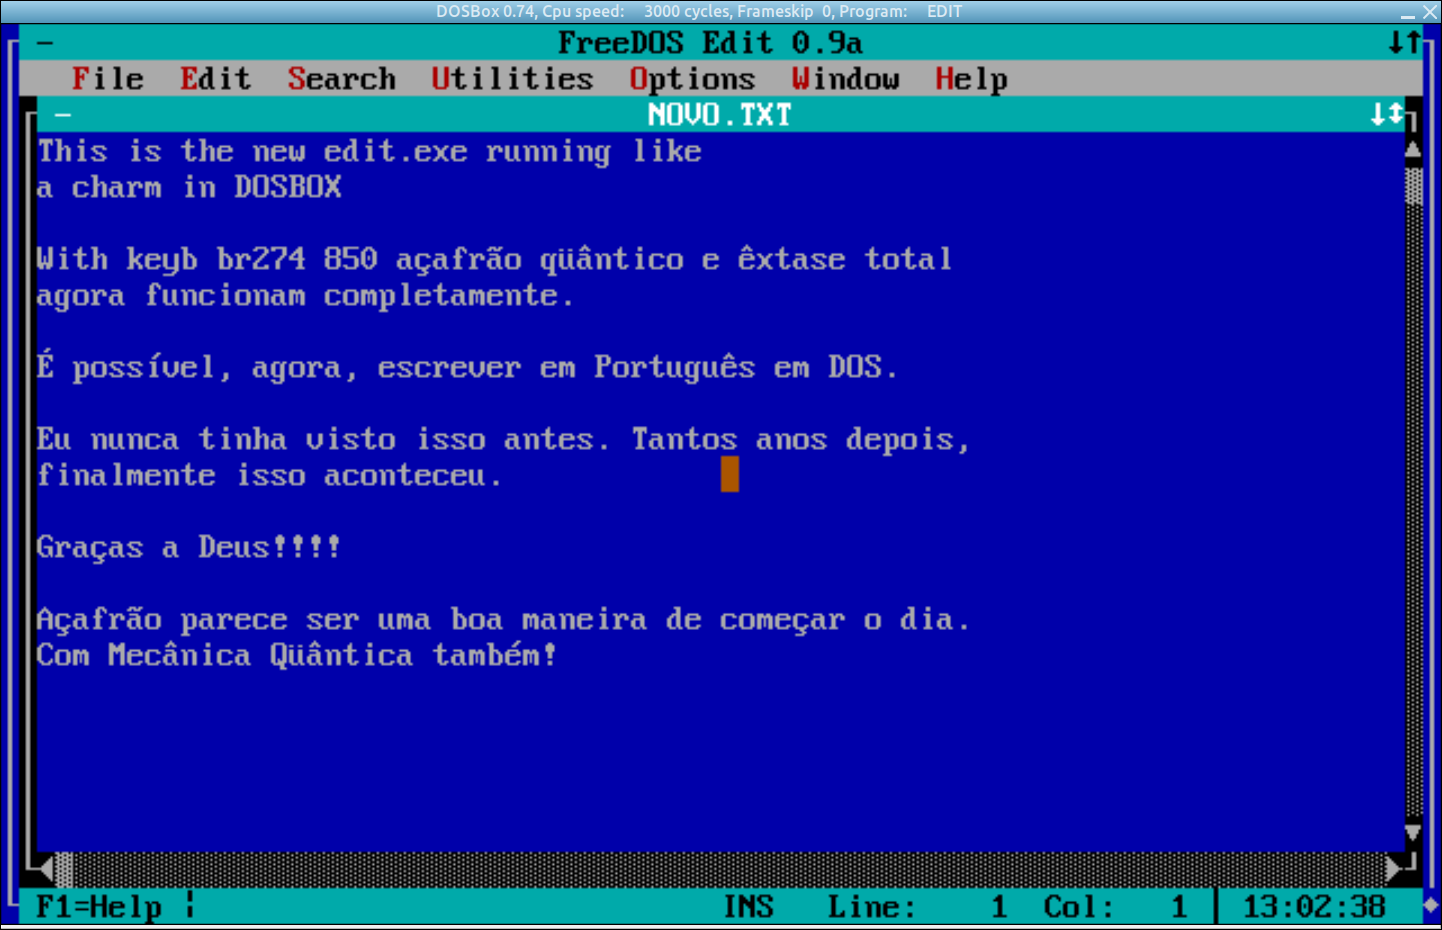 DOSBox 0.74, Cpu speed: 3000 cycles, Frameskip 0, Program: EDIT
FreeDOS Edit 0.9a
File Edit Search Utilities Options Window Help
NOVO.TXT
This is the new edit.exe running like
a charm in DOSBOX
With keyb br274 850 açafrão qüântico e êxtase total
agora funcionam completamente.
É possível, agora, escrever em Português em DOS.
Eu nunca tinha visto isso antes. Tantos anos depois,
finalmente isso aconteceu.
Graças a Deus!!!!
Açafrão parece ser uma boa maneira de começar o dia.
Com Mecânica Qüântica também!
F1=Help INS Line: 1 Col: 1 13:02:38